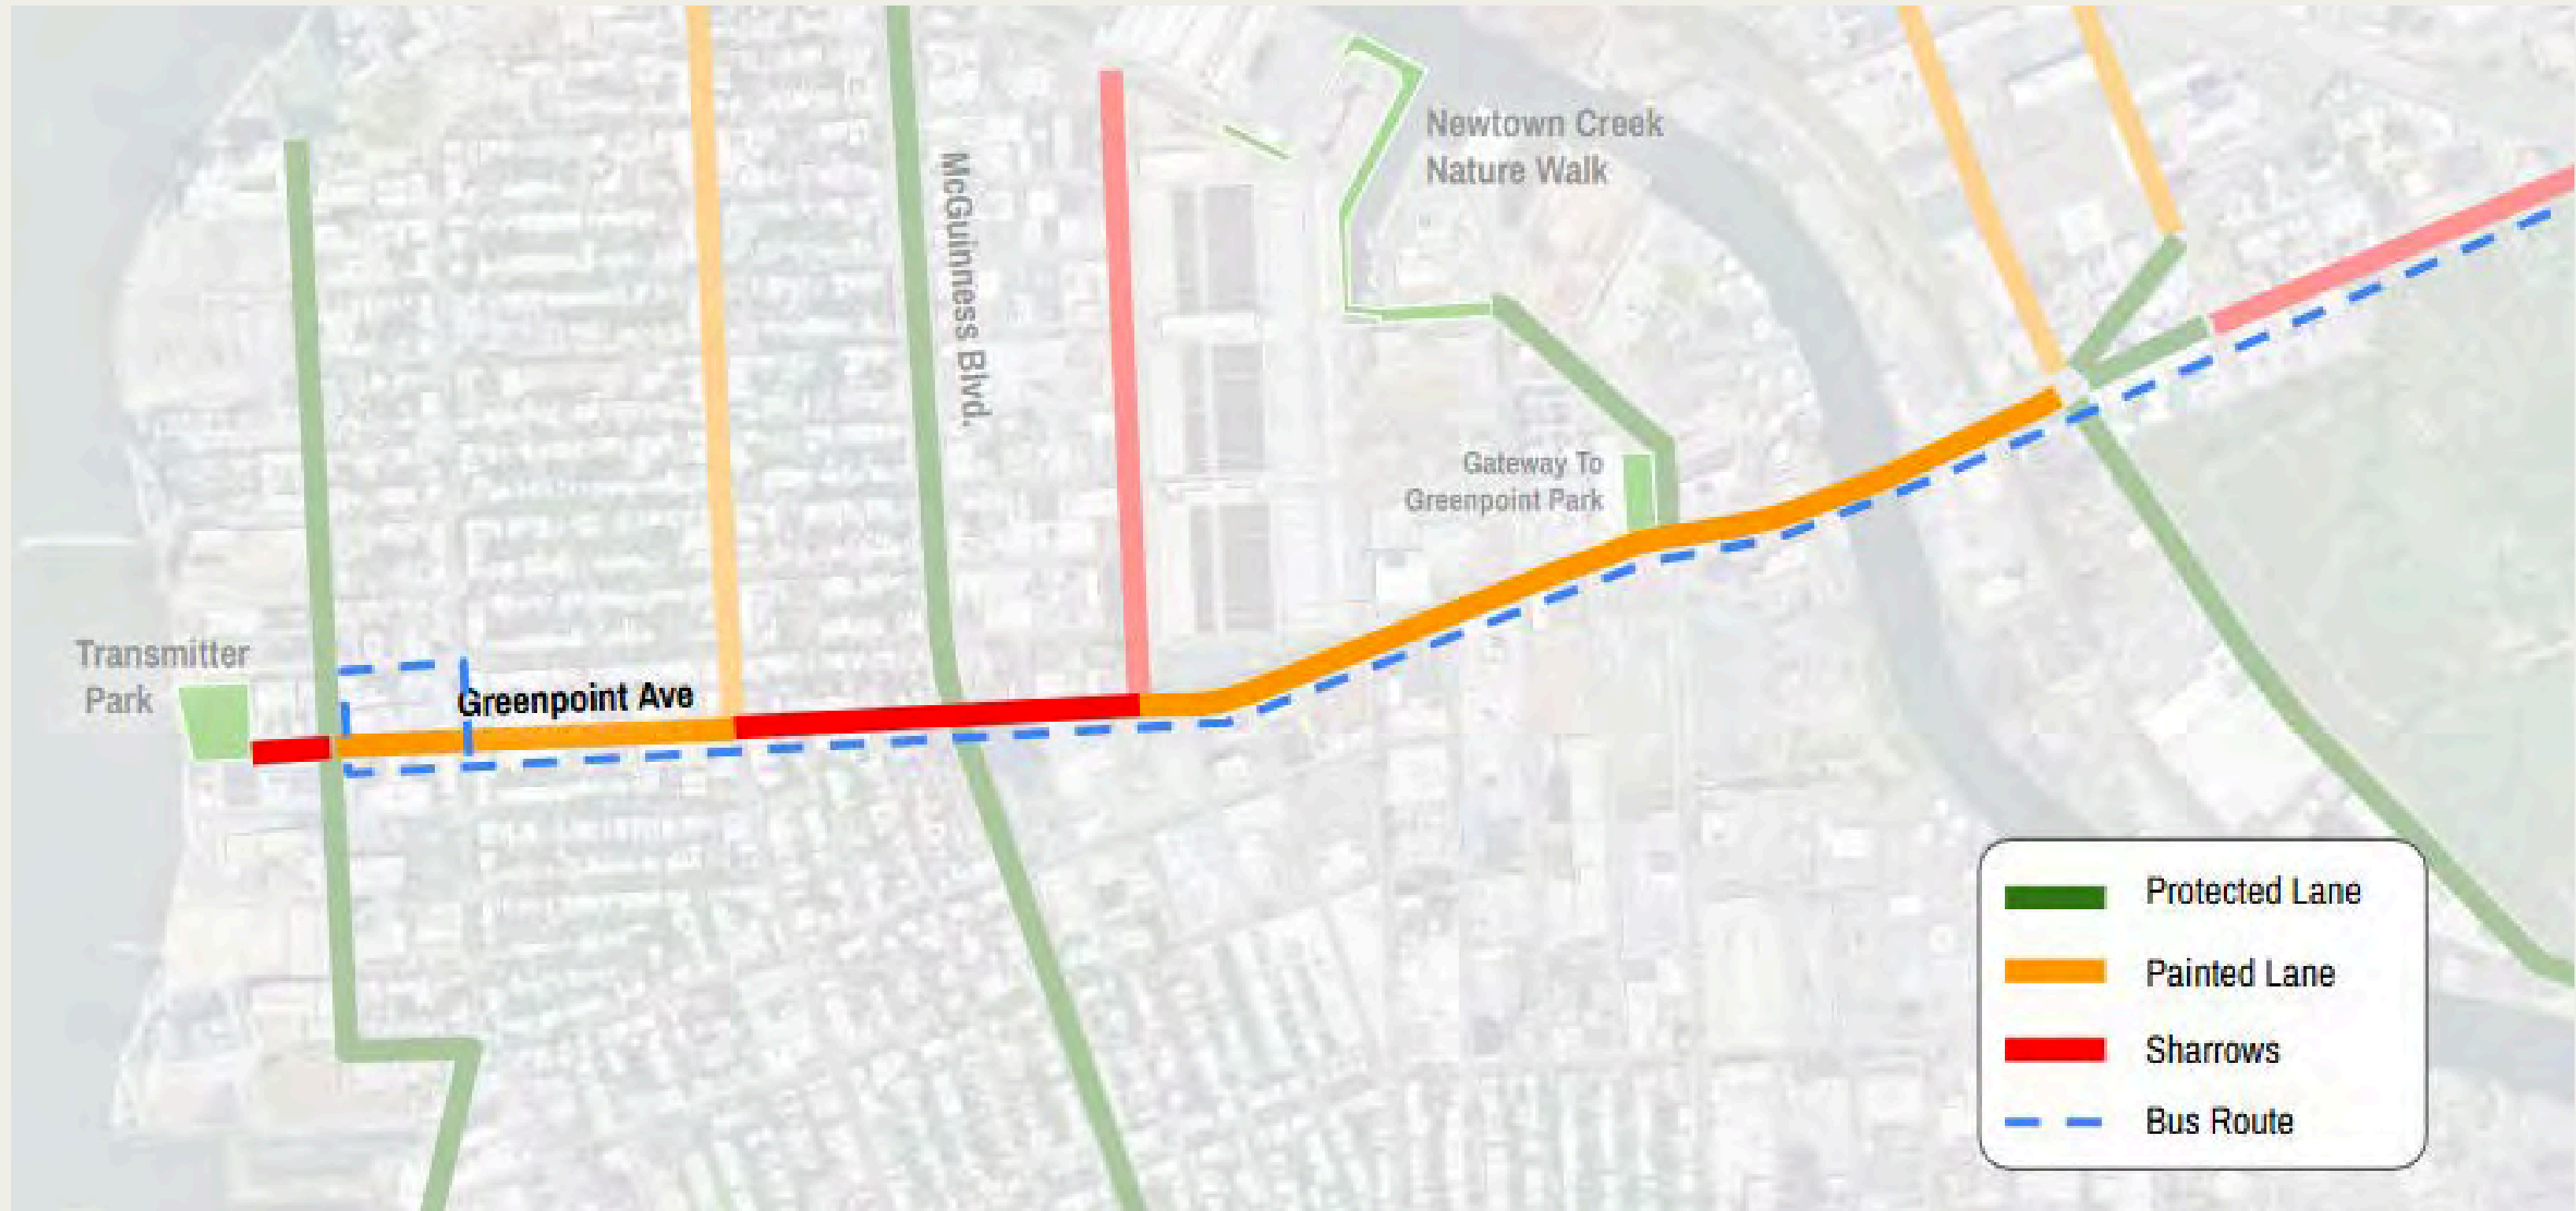 Newtown Creek
Nature Walk
McGuinness Blvd.
Gateway To
Greenpoint Park
Transmitter
Park
Greenpoint Ave
Protected Lane
Painted Lane
Sharrows
Bus Route